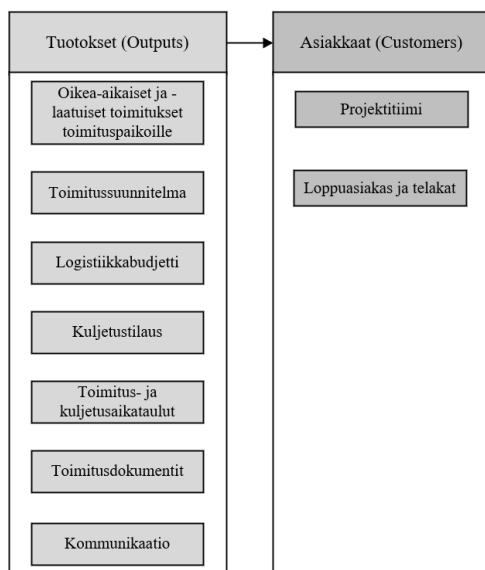 Tuotokset (Outputs)
Oikea-aikaiset ja -
laatuiset toimitukset
toimituspaikoille
Toimitussuunnitelma
Logistiikkabudjetti
Kuljetustilaus
Toimitus- ja
kuljetusaikataulut
Toimitusdokumentit
Kommunikaatio
Asiakkaat (Customers)
Projektitiimi
Loppuasiakas ja telakat